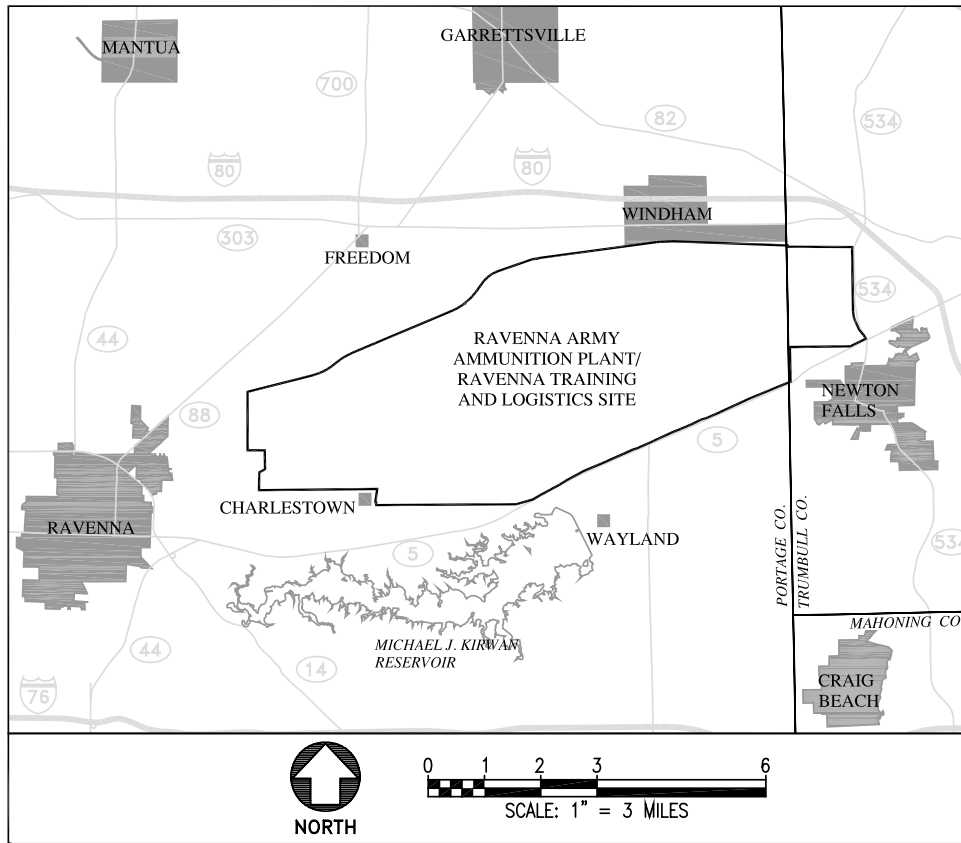 MANTUA
GARRETTSVILLE
700
82
534
80
80
WINDHAM
303
FREEDOM
534
44
RAVENNA ARMY
AMMUNITION PLANT/
RAVENNA TRAINING
AND LOGISTICS SITE
NEWTON
FALLS
88
5
CHARLESTOWN
RAVENNA
WAYLAND
5
PORTAGE CO.
TRUMBULL CO.
534
MAHONING CO
MICHAEL J. KIRWAN
RESERVOIR
44
14
76
CRAIG
BEACH
0 1 2 3 6
SCALE: 1" = 3 MILES
NORTH